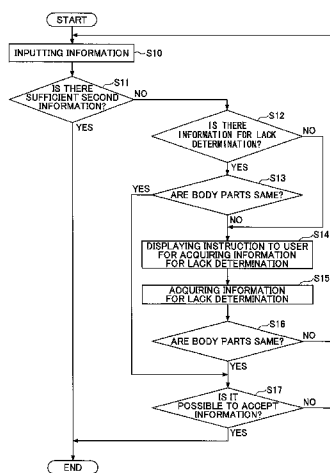 START
INPUTTING INFORMATION
S10
IS THERE
SUFFICIENT SECOND
INFORMATION?
S11
NO
YES
IS THERE
INFORMATION FOR LACK
DETERMINATION?
S12
NO
YES
ARE BODY PARTS SAME?
S13
YES
NO
DISPLAYING INSTRUCTION TO USER
FOR ACQUIRING INFORMATION
FOR LACK DETERMINATION
S14
ACQUIRING INFORMATION
FOR LACK DETERMINATION
S15
ARE BODY PARTS SAME?
S16
NO
YES
IS IT
POSSIBLE TO ACCEPT
INFORMATION?
S17
NO
YES
END